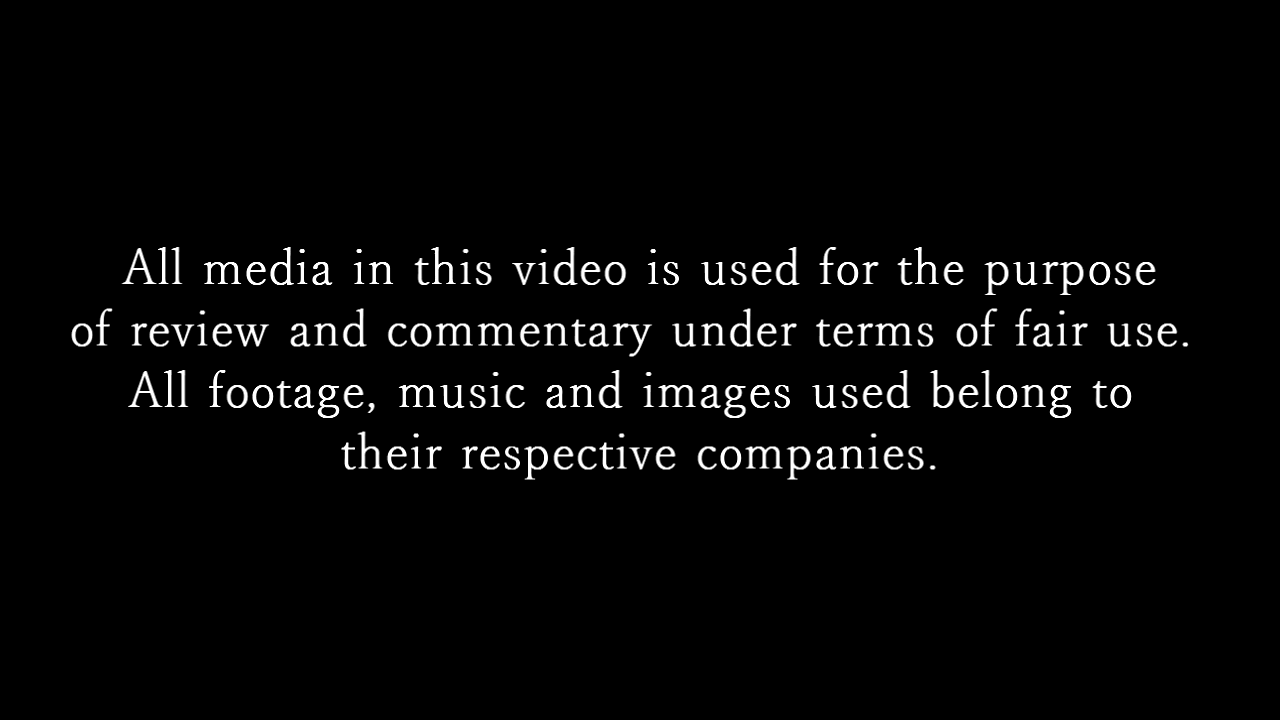 All media in this video is used for the purpose
of review and commentary under terms of fair use.
All footage, music and images used belong to
their respective companies.